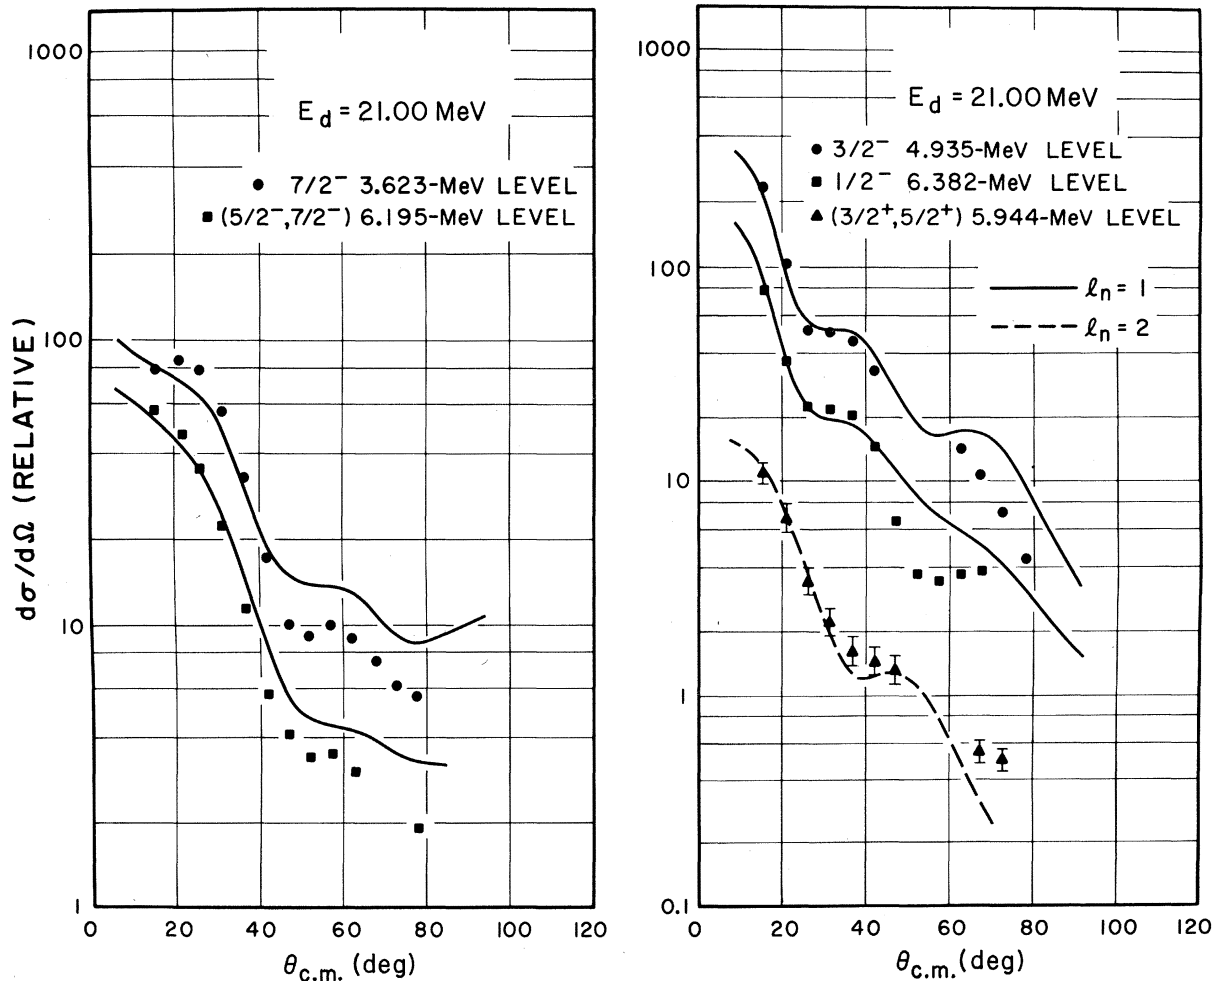 dσ/dΩ (RELATIVE)
1000
100
10
1
E_d = 21.00 MeV
● 7/2⁻ 3.623-MeV LEVEL
■ (5/2⁻,7/2⁻) 6.195-MeV LEVEL
0 20 40 60 80 100 120
θ_c.m. (deg)
1000
100
10
1
0.1
E_d = 21.00 MeV
● 3/2⁻ 4.935-MeV LEVEL
■ 1/2⁻ 6.382-MeV LEVEL
▲ (3/2⁺,5/2⁺) 5.944-MeV LEVEL
ℓ_n = 1
ℓ_n = 2
0 20 40 60 80 100 120
θ_c.m. (deg)